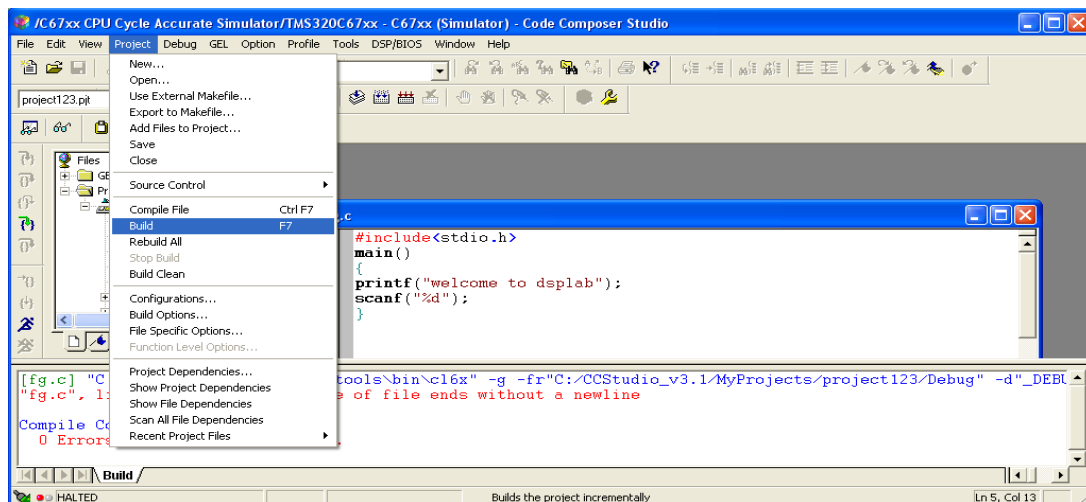 /C67xx CPU Cycle Accurate Simulator/TMS320C67xx - C67xx (Simulator) - Code Composer Studio
File Edit View Project Debug GEL Option Profile Tools DSP/BIOS Window Help
project123.pjt
New...
Open...
Use External Makefile...
Export to Makefile...
Add Files to Project...
Save
Close
Source Control
Compile File Ctrl F7
Build F7
Rebuild All
Stop Build
Build Clean
Configurations...
Build Options...
File Specific Options...
Function Level Options...
Project Dependencies...
Show Project Dependencies
Show File Dependencies
Scan All File Dependencies
Recent Project Files
Files
GE
Pr
.c
#include<stdio.h>
main()
{
printf("welcome to dsplab");
scanf("%d");
}
[fg.c] "C tools\bin\cl6x" -g -fr"C:/CCStudio_v3.1/MyProjects/project123/Debug" -d"_DEBU
"fg.c", li e of file ends without a newline
Compile Co
0 Errors
Build
HALTED Builds the project incrementally Ln 5, Col 13